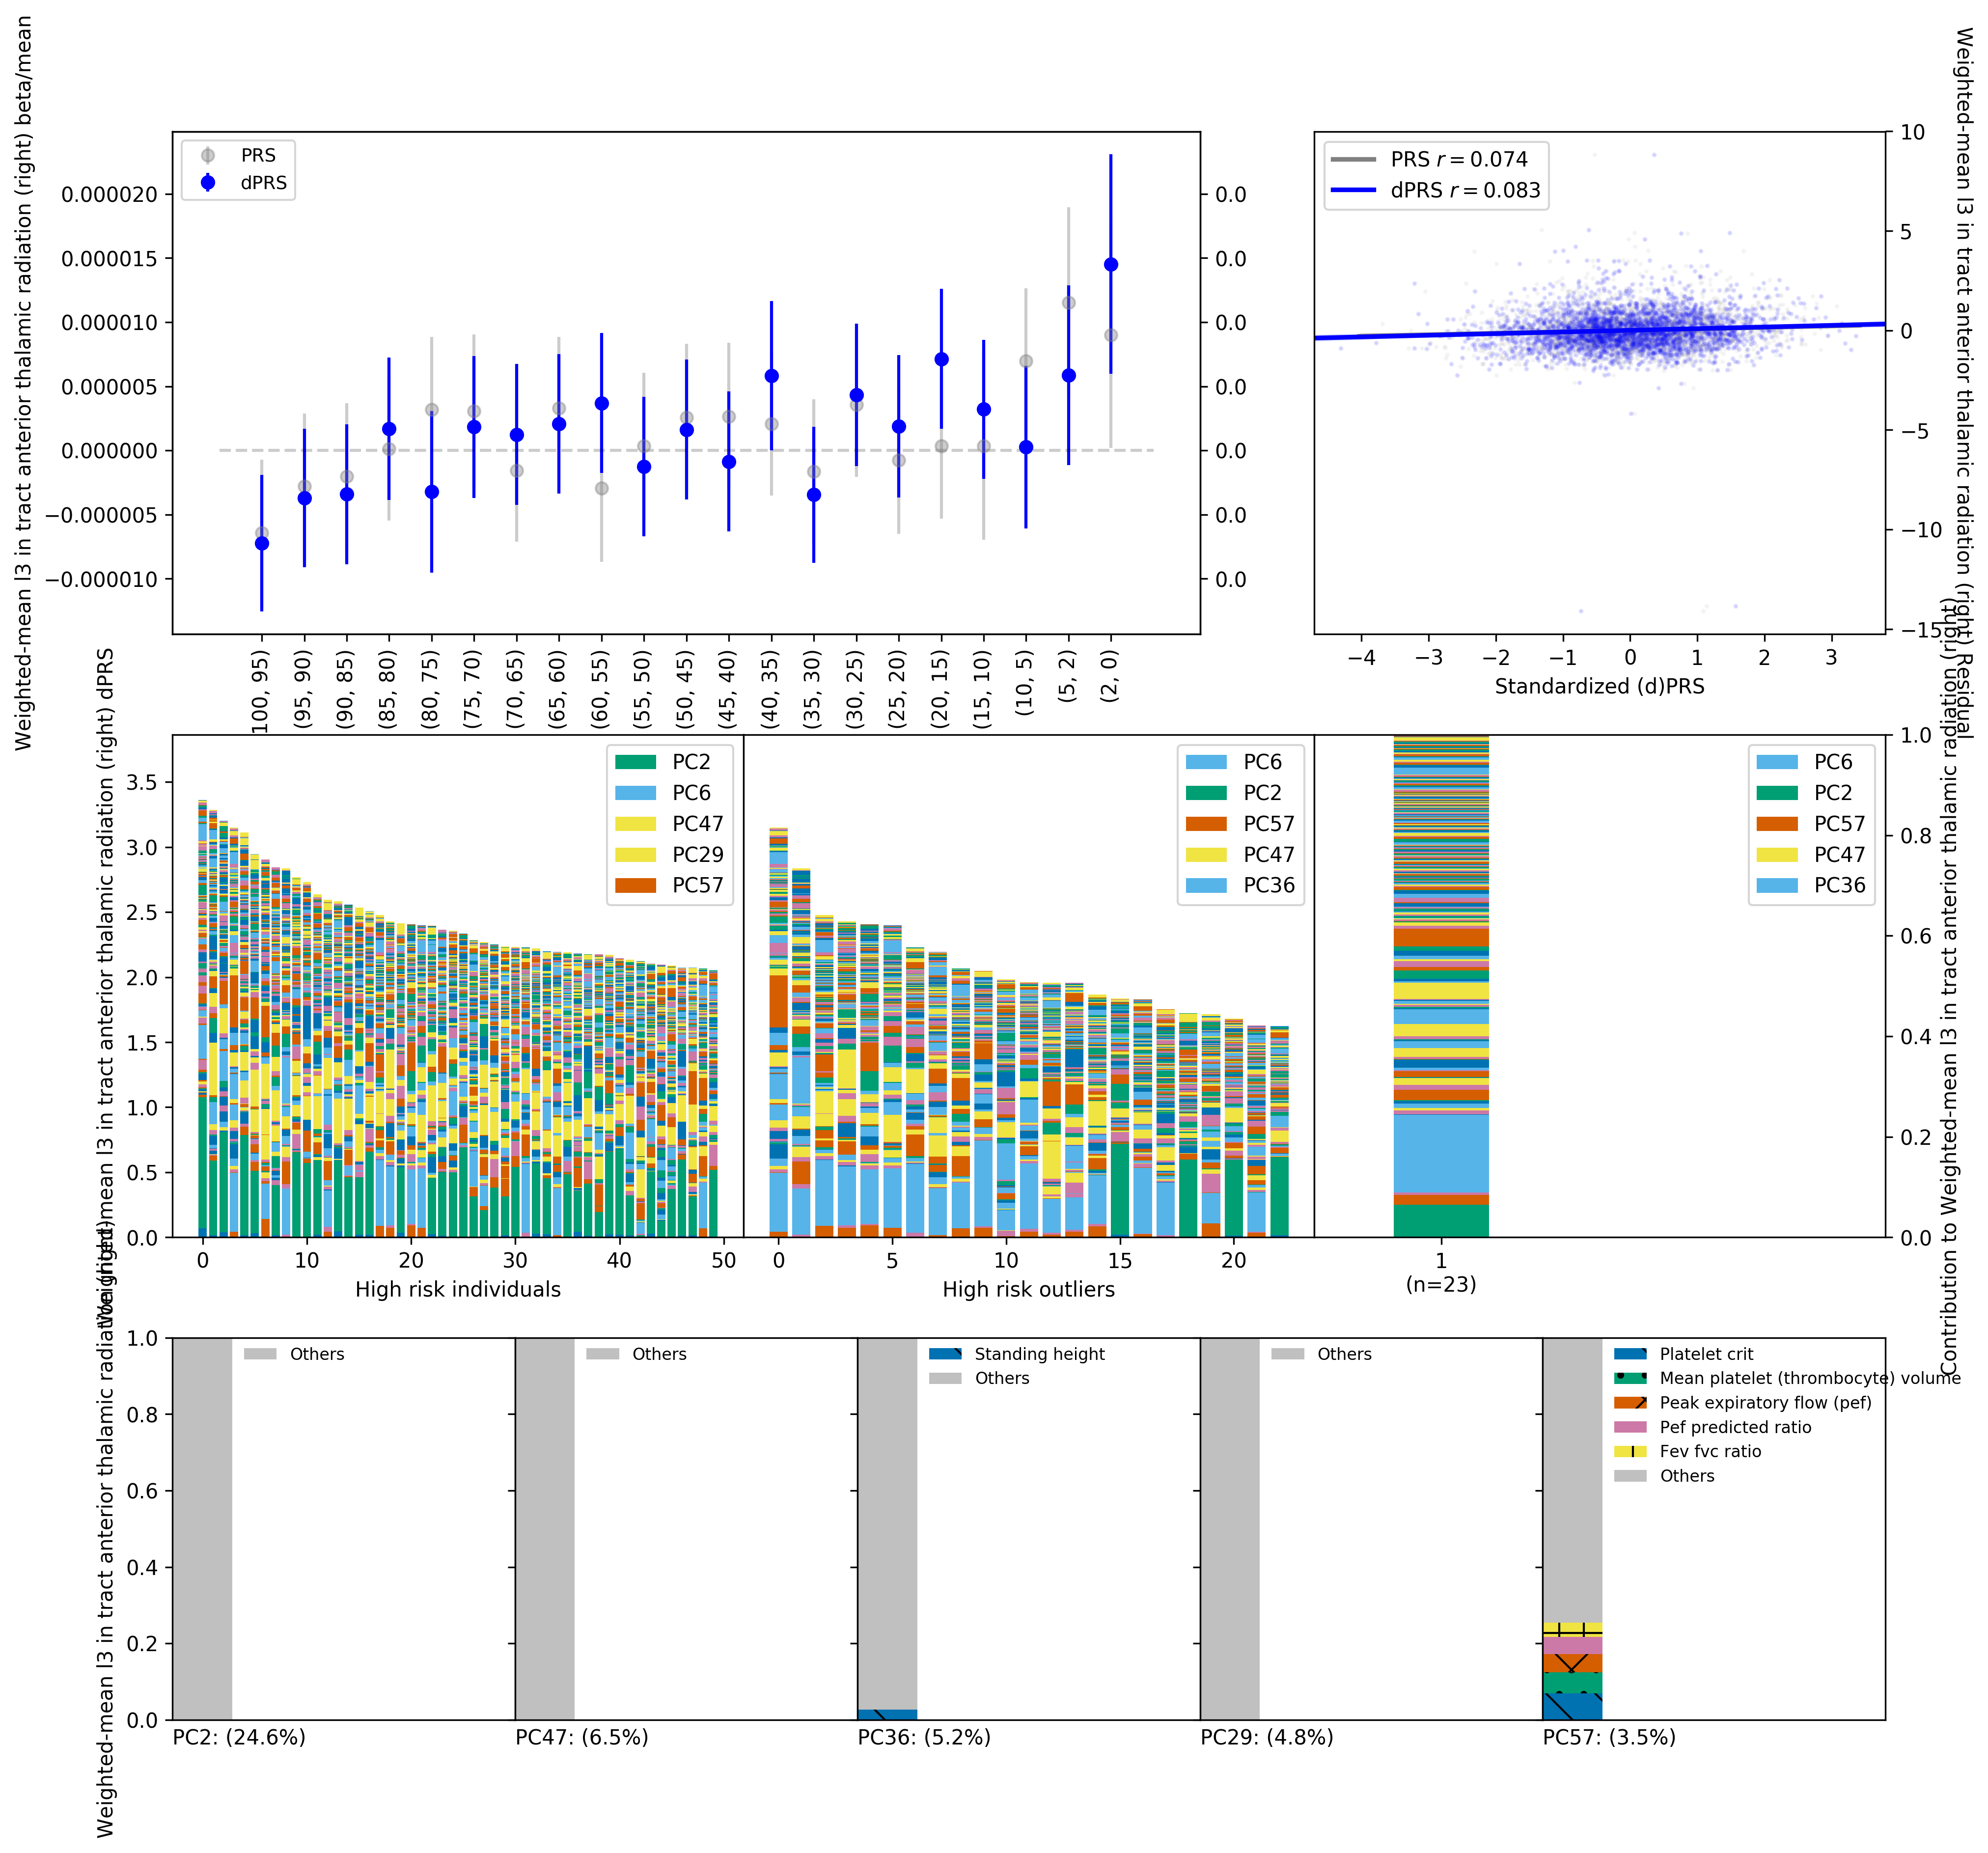 Weighted-mean l3 in tract anterior thalamic radiation (right) beta/mean
PRS
dPRS
0.000020
0.000015
0.000010
0.000005
0.000000
−0.000005
−0.000010
0.0
0.0
0.0
0.0
0.0
0.0
0.0
100, 95)
(95, 90)
(90, 85)
(85, 80)
(80, 75)
(75, 70)
(70, 65)
(65, 60)
(60, 55)
(55, 50)
(50, 45)
(45, 40)
(40, 35)
(35, 30)
(30, 25)
(25, 20)
(20, 15)
(15, 10)
(10, 5)
(5, 2)
(2, 0)
PRS r = 0.074
dPRS r = 0.083
10
5
0
−5
−10
−15
−4
−3
−2
−1
0
1
2
3
Standardized (d)PRS
Weighted-mean l3 in tract anterior thalamic radiation (right) Residual
Weighted-mean l3 in tract anterior thalamic radiation (right) dPRS
3.5
3.0
2.5
2.0
1.5
1.0
0.5
0.0
PC2
PC6
PC47
PC29
PC57
0
10
20
30
40
50
High risk individuals
PC6
PC2
PC57
PC47
PC36
0
5
10
15
20
High risk outliers
PC6
PC2
PC57
PC47
PC36
1
(n=23)
1.0
0.8
0.6
0.4
0.2
0.0
Contribution to Weighted-mean l3 in tract anterior thalamic radiation (right)
Weighted-mean l3 in tract anterior thalamic radiation (right)
1.0
0.8
0.6
0.4
0.2
0.0
Others
PC2: (24.6%)
Others
PC47: (6.5%)
Standing height
Others
PC36: (5.2%)
Others
PC29: (4.8%)
Platelet crit
Mean platelet (thrombocyte) volume
Peak expiratory flow (pef)
Pef predicted ratio
Fev fvc ratio
Others
PC57: (3.5%)